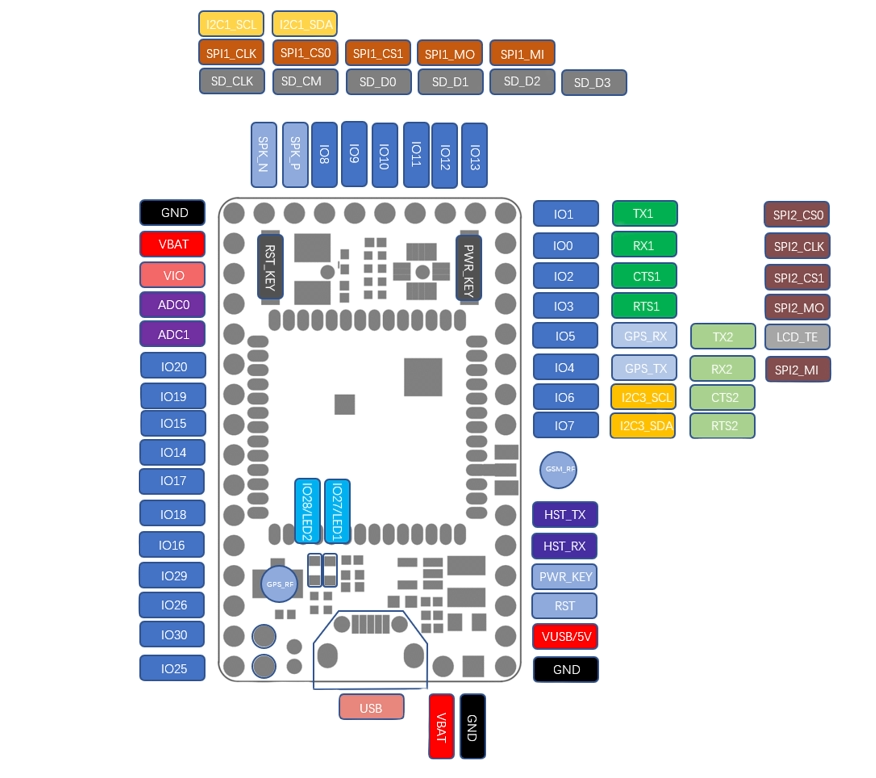 I2C1_SCL I2C1_SDA
SPI1_CLK SPI1_CS0 SPI1_CS1 SPI1_MO SPI1_MI
SD_CLK SD_CM SD_D0 SD_D1 SD_D2 SD_D3
SPK_N SPK_P IO8 IO9 IO10 IO11 IO12 IO13
GND IO1 TX1 SPI2_CS0
VBAT IO0 RX1 SPI2_CLK
RST_KEY PWR_KEY
VIO IO2 CTS1 SPI2_CS1
ADC0 IO3 RTS1 SPI2_MO
ADC1 IO5 GPS_RX TX2 LCD_TE
IO20 IO4 GPS_TX RX2 SPI2_MI
IO19 IO6 I2C3_SCL CTS2
IO15 IO7 I2C3_SDA RTS2
IO14 GSM_RF
IO17
IO28/LED2 IO27/LED1
IO18 HST_TX
IO16 HST_RX
IO29 GPS_RF PWR_KEY
IO26 RST
IO30 VUSB/5V
IO25 GND
USB VBAT GND